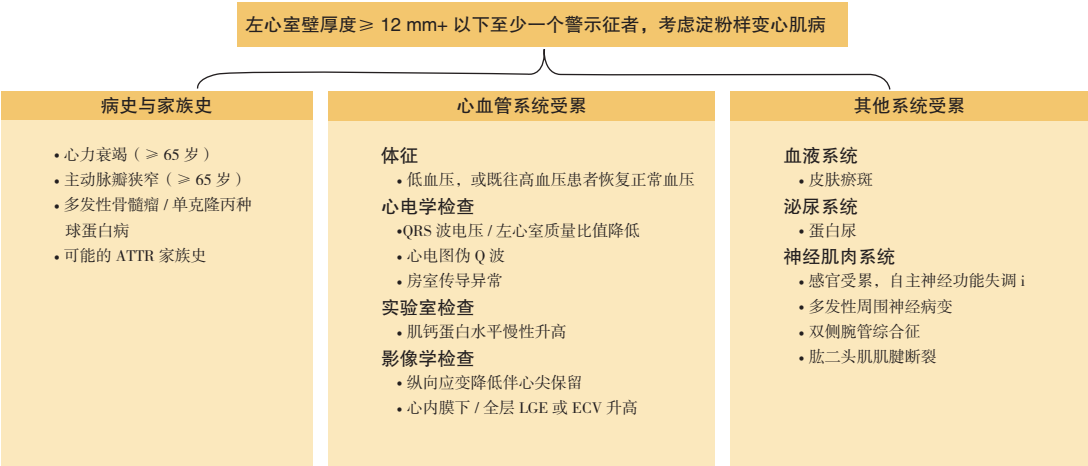 左心室壁厚度≥ 12 mm+ 以下至少一个警示征者，考虑淀粉样变心肌病
病史与家族史
• 心力衰竭（≥ 65 岁）
• 主动脉瓣狭窄（≥ 65 岁）
• 多发性骨髓瘤 / 单克隆丙种
球蛋白病
• 可能的 ATTR 家族史
心血管系统受累
体征
• 低血压，或既往高血压患者恢复正常血压
心电学检查
•QRS 波电压 / 左心室质量比值降低
• 心电图伪 Q 波
• 房室传导异常
实验室检查
• 肌钙蛋白水平慢性升高
影像学检查
• 纵向应变降低伴心尖保留
• 心内膜下 / 全层 LGE 或 ECV 升高
其他系统受累
血液系统
• 皮肤瘀斑
泌尿系统
• 蛋白尿
神经肌肉系统
• 感官受累，自主神经功能失调 i
• 多发性周围神经病变
• 双侧腕管综合征
• 肱二头肌肌腱断裂